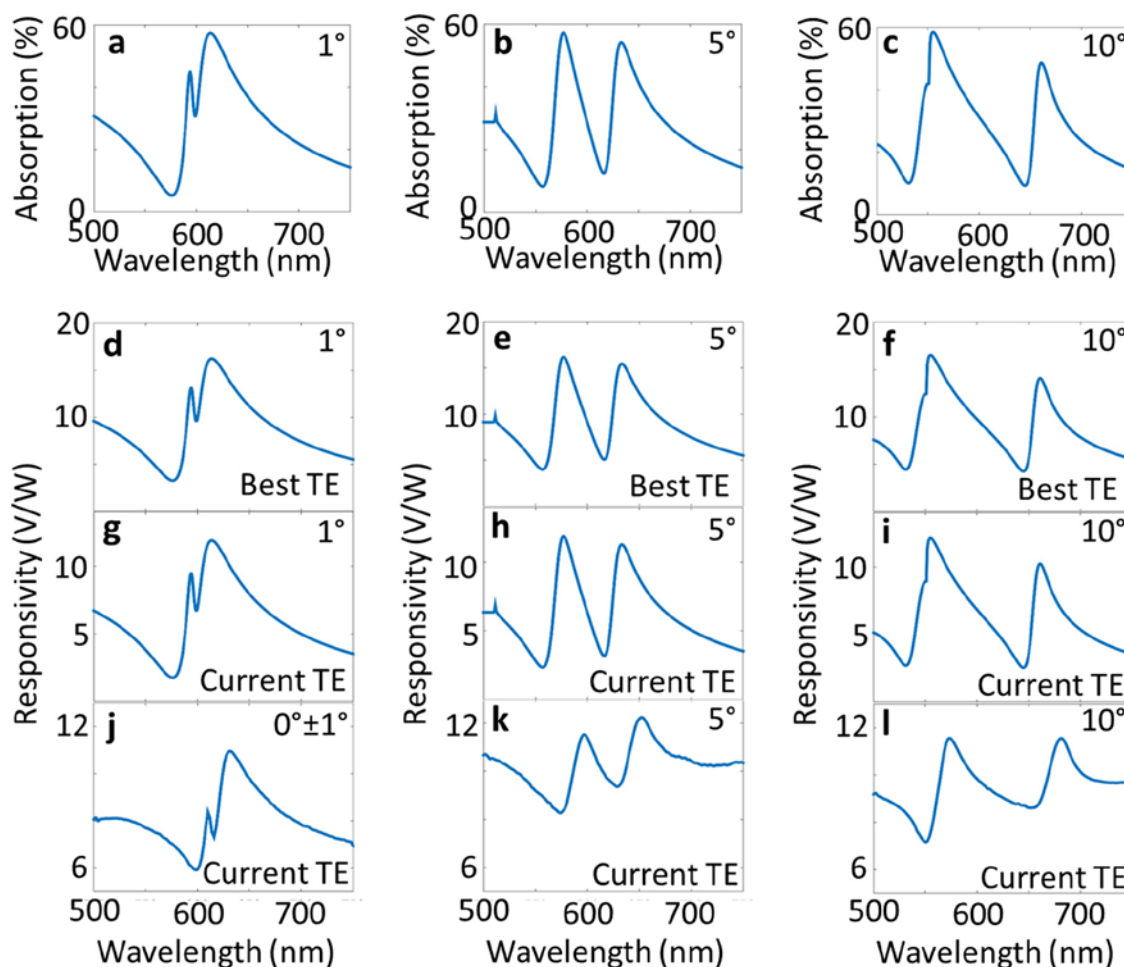 60
a
1°
Absorption (%)
0
500
600
700
Wavelength (nm)
b
5°
Absorption (%)
60
0
500
600
700
Wavelength (nm)
c
10°
Absorption (%)
60
0
500
600
700
Wavelength (nm)
20
d
1°
10
Best TE
g
1°
10
5
Current TE
Responsivity (V/W)
12
j
0°±1°
6
Current TE
500
600
700
Wavelength (nm)
20
e
5°
10
Best TE
h
5°
10
5
Current TE
Responsivity (V/W)
12
k
5°
6
Current TE
500
600
700
Wavelength (nm)
20
f
10°
10
Best TE
i
10°
10
5
Current TE
Responsivity (V/W)
12
l
10°
6
Current TE
500
600
700
Wavelength (nm)